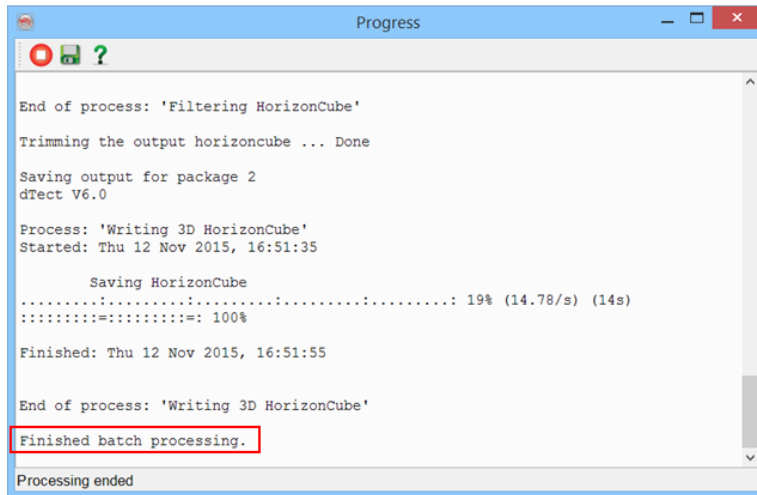 Progress
?
End of process: 'Filtering HorizonCube'
Trimming the output horizoncube ... Done
Saving output for package 2
dTect V6.0
Process: 'Writing 3D HorizonCube'
Started: Thu 12 Nov 2015, 16:51:35
Saving HorizonCube
.........:.........:.........:.........:.........: 19% (14.78/s) (14s)
:::::::::=:::::::::=: 100%
Finished: Thu 12 Nov 2015, 16:51:55
End of process: 'Writing 3D HorizonCube'
Finished batch processing.
Processing ended